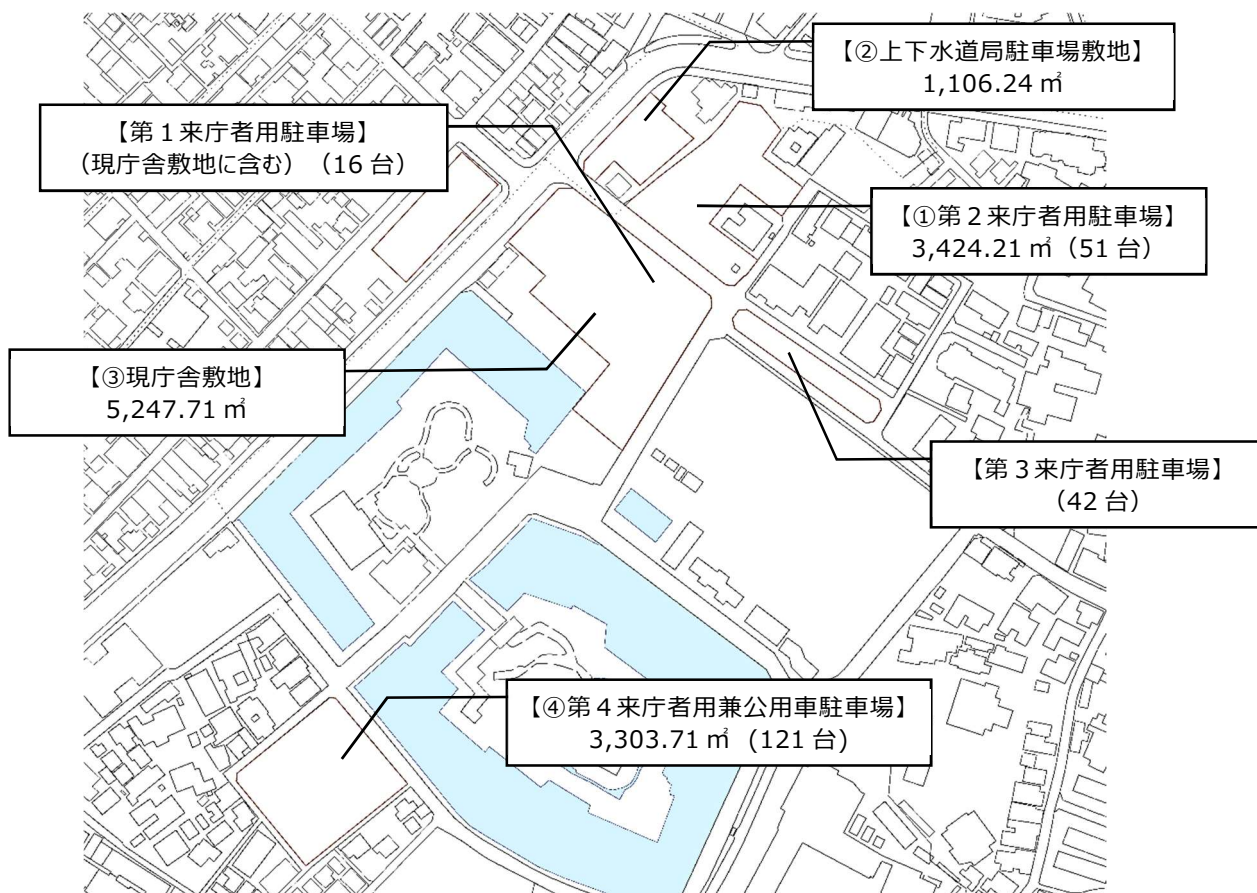 【②上下水道局駐車場敷地】
1,106.24 ㎡
【第１来庁者用駐車場】
（現庁舎敷地に含む）（16 台）
【①第２来庁者用駐車場】
3,424.21 ㎡（51 台）
【③現庁舎敷地】
5,247.71 ㎡
【第３来庁者用駐車場】
（42 台）
【④第４来庁者用兼公用車駐車場】
3,303.71 ㎡ (121 台)